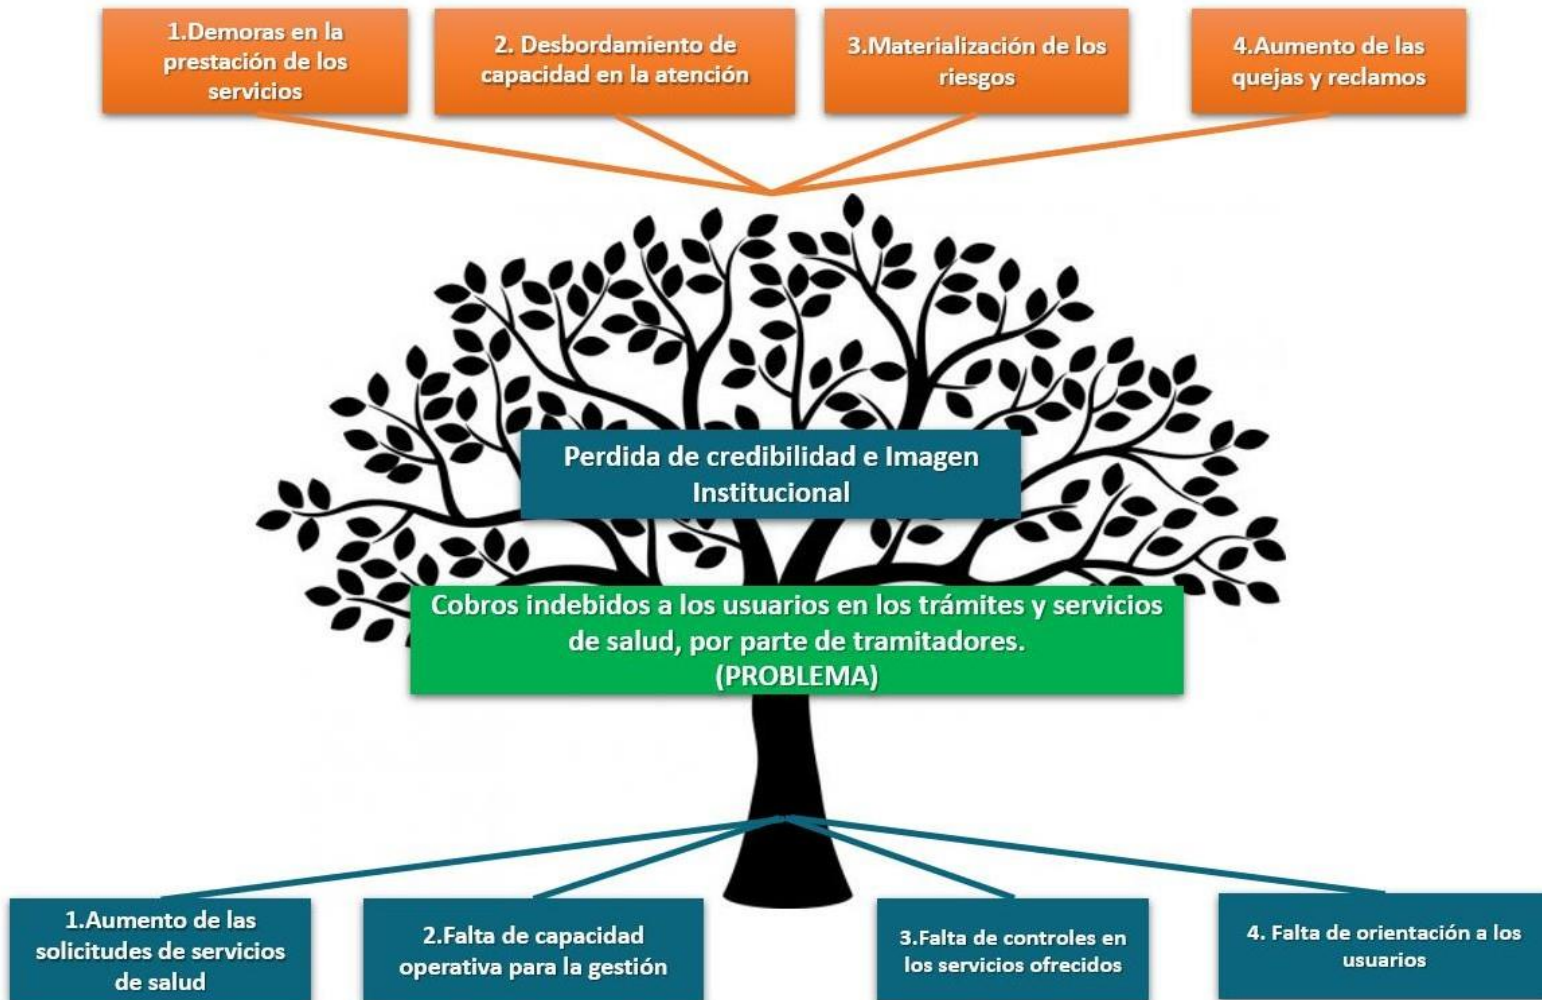 1.Demoras en la
prestación de los
servicios
2. Desbordamiento de
capacidad en la atención
3.Materialización de los
riesgos
4.Aumento de las
quejas y reclamos
Perdida de credibilidad e Imagen
Institucional
Cobros indebidos a los usuarios en los trámites y servicios
de salud, por parte de tramitadores.
(PROBLEMA)
1.Aumento de las
solicitudes de servicios
de salud
2.Falta de capacidad
operativa para la gestión
3.Falta de controles en
los servicios ofrecidos
4. Falta de orientación a los
usuarios